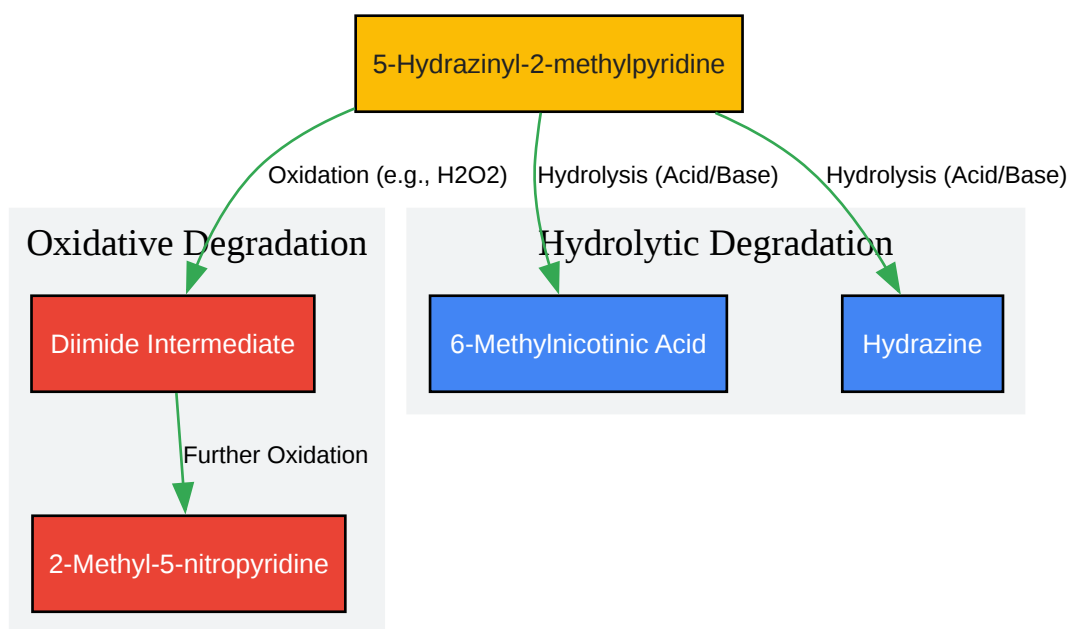 5-Hydrazinyl-2-methylpyridine
Oxidation (e.g., H2O2)
Hydrolysis (Acid/Base)
Hydrolysis (Acid/Base)
Oxidative Degradation
Hydrolytic Degradation
Diimide Intermediate
6-Methylnicotinic Acid
Hydrazine
Further Oxidation
2-Methyl-5-nitropyridine